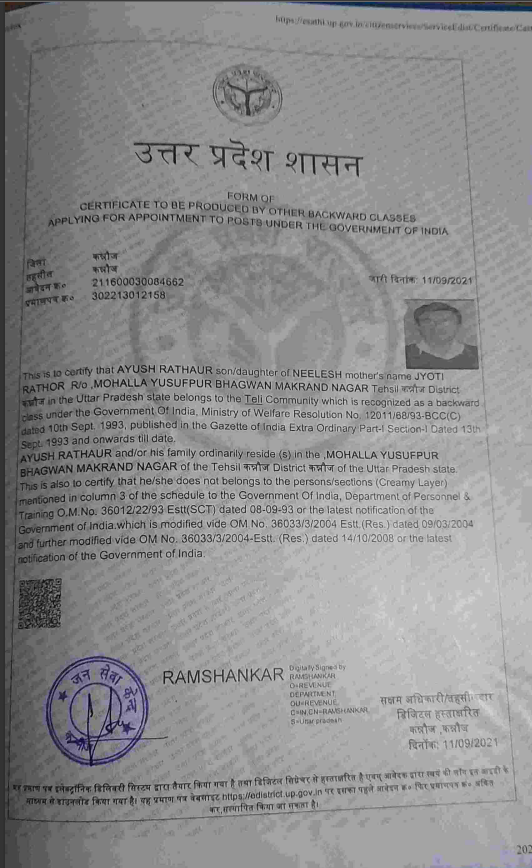 https://esathi.up.gov.in/citizenservices/ServiceEdist/Certificate/Cast
उत्तर प्रदेश शासन
FORM OF
CERTIFICATE TO BE PRODUCED BY OTHER BACKWARD CLASSES
APPLYING FOR APPOINTMENT TO POSTS UNDER THE GOVERNMENT OF INDIA
जिला कन्नौज
तहसील कन्नौज
आवेदन क्र० 211600030084662 जारी दिनांक: 11/09/2021
प्रमाणपत्र क्र० 302213012158
This is to certify that AYUSH RATHAUR son/daughter of NEELESH mother's name JYOTI
RATHOR R/o ,MOHALLA YUSUFPUR BHAGWAN MAKRAND NAGAR Tehsil कन्नौज District
कन्नौज in the Uttar Pradesh state belongs to the Teli Community which is recognized as a backward
class under the Government Of India, Ministry of Welfare Resolution No. 12011/68/93-BCC(C)
dated 10th Sept. 1993, published in the Gazette of India Extra Ordinary Part-I Section-I Dated 13th
Sept. 1993 and onwards till date.
AYUSH RATHAUR and/or his family ordinarily reside (s) in the ,MOHALLA YUSUFPUR
BHAGWAN MAKRAND NAGAR of the Tehsil कन्नौज District कन्नौज of the Uttar Pradesh state.
This is also to certify that he/she does not belongs to the persons/sections (Creamy Layer)
mentioned in column 3 of the schedule to the Government Of India, Department of Personnel &
Training O.M.No. 36012/22/93 Estt(SCT) dated 08-09-93 or the latest notification of the
Government of India.which is modified vide OM No. 36033/3/2004 Estt.(Res.) dated 09/03/2004
and further modified vide OM No. 36033/3/2004-Estt. (Res.) dated 14/10/2008 or the latest
notification of the Government of India.
जन सेवा केन्द्र
RAMSHANKAR
Digitally Signed by
RAMSHANKAR
O=REVENUE
DEPARTMENT,
OU=REVENUE,
C=IN,CN=RAMSHANKAR
S=Uttar pradesh
सक्षम अधिकारी/तहसीलदार
डिजिटल हस्ताक्षरित
कन्नौज ,कन्नौज
दिनांक: 11/09/2021
यह प्रमाण पत्र इलेक्ट्रॉनिक डिलिवरी सिस्टम द्वारा तैयार किया गया है तथा डिजिटल सिग्नेचर से हस्ताक्षरित है एवम् आवेदक द्वारा स्वयं की लॉग इन आइडी के
माध्यम से डाउनलोड किया गया है। यह प्रमाण पत्र वेबसाइट https://edistrict.up.gov.in पर इसका पहले आवेदन क्र० फिर प्रमाणपत्र क्र० अंकित
कर,सत्यापित किया जा सकता है।